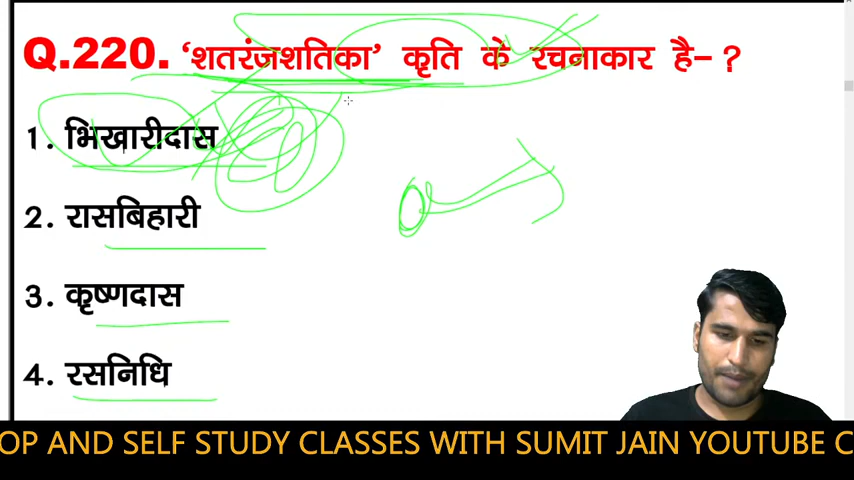 Q.220. 'शतरंजशतिका' कृति के रचनाकार है- ?
1. भिखारीदास
2. रासबिहारी
3. कृष्णदास
4. रसनिधि
OP AND SELF STUDY CLASSES WITH SUMIT JAIN YOUTUBE C